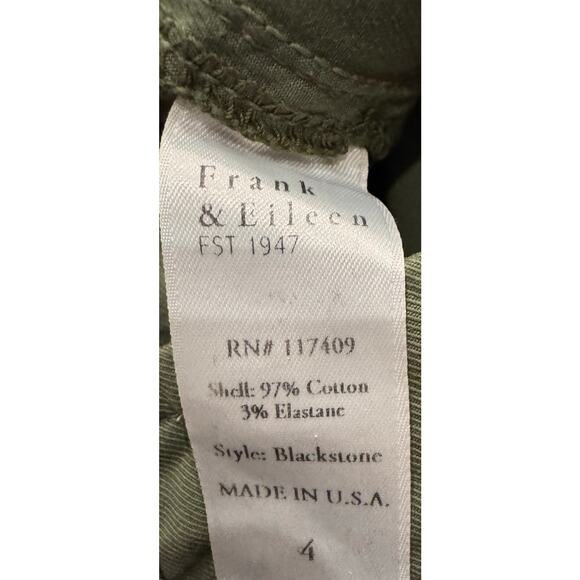 Frank
& Eileen
EST 1947
RN# 117409
Shell: 97% Cotton
3% Elastane
Style: Blackstone
MADE IN U.S.A.
4